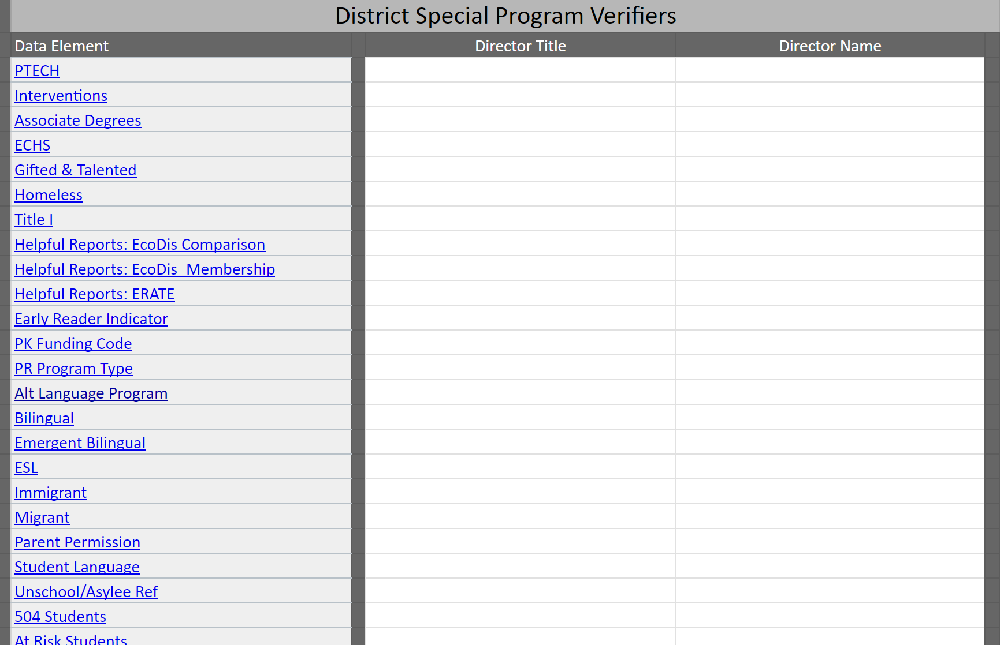 District Special Program Verifiers
Data Element Director Title Director Name
PTECH
Interventions
Associate Degrees
ECHS
Gifted & Talented
Homeless
Title I
Helpful Reports: EcoDis Comparison
Helpful Reports: EcoDis_Membership
Helpful Reports: ERATE
Early Reader Indicator
PK Funding Code
PR Program Type
Alt Language Program
Bilingual
Emergent Bilingual
ESL
Immigrant
Migrant
Parent Permission
Student Language
Unschool/Asylee Ref
504 Students
At Risk Students